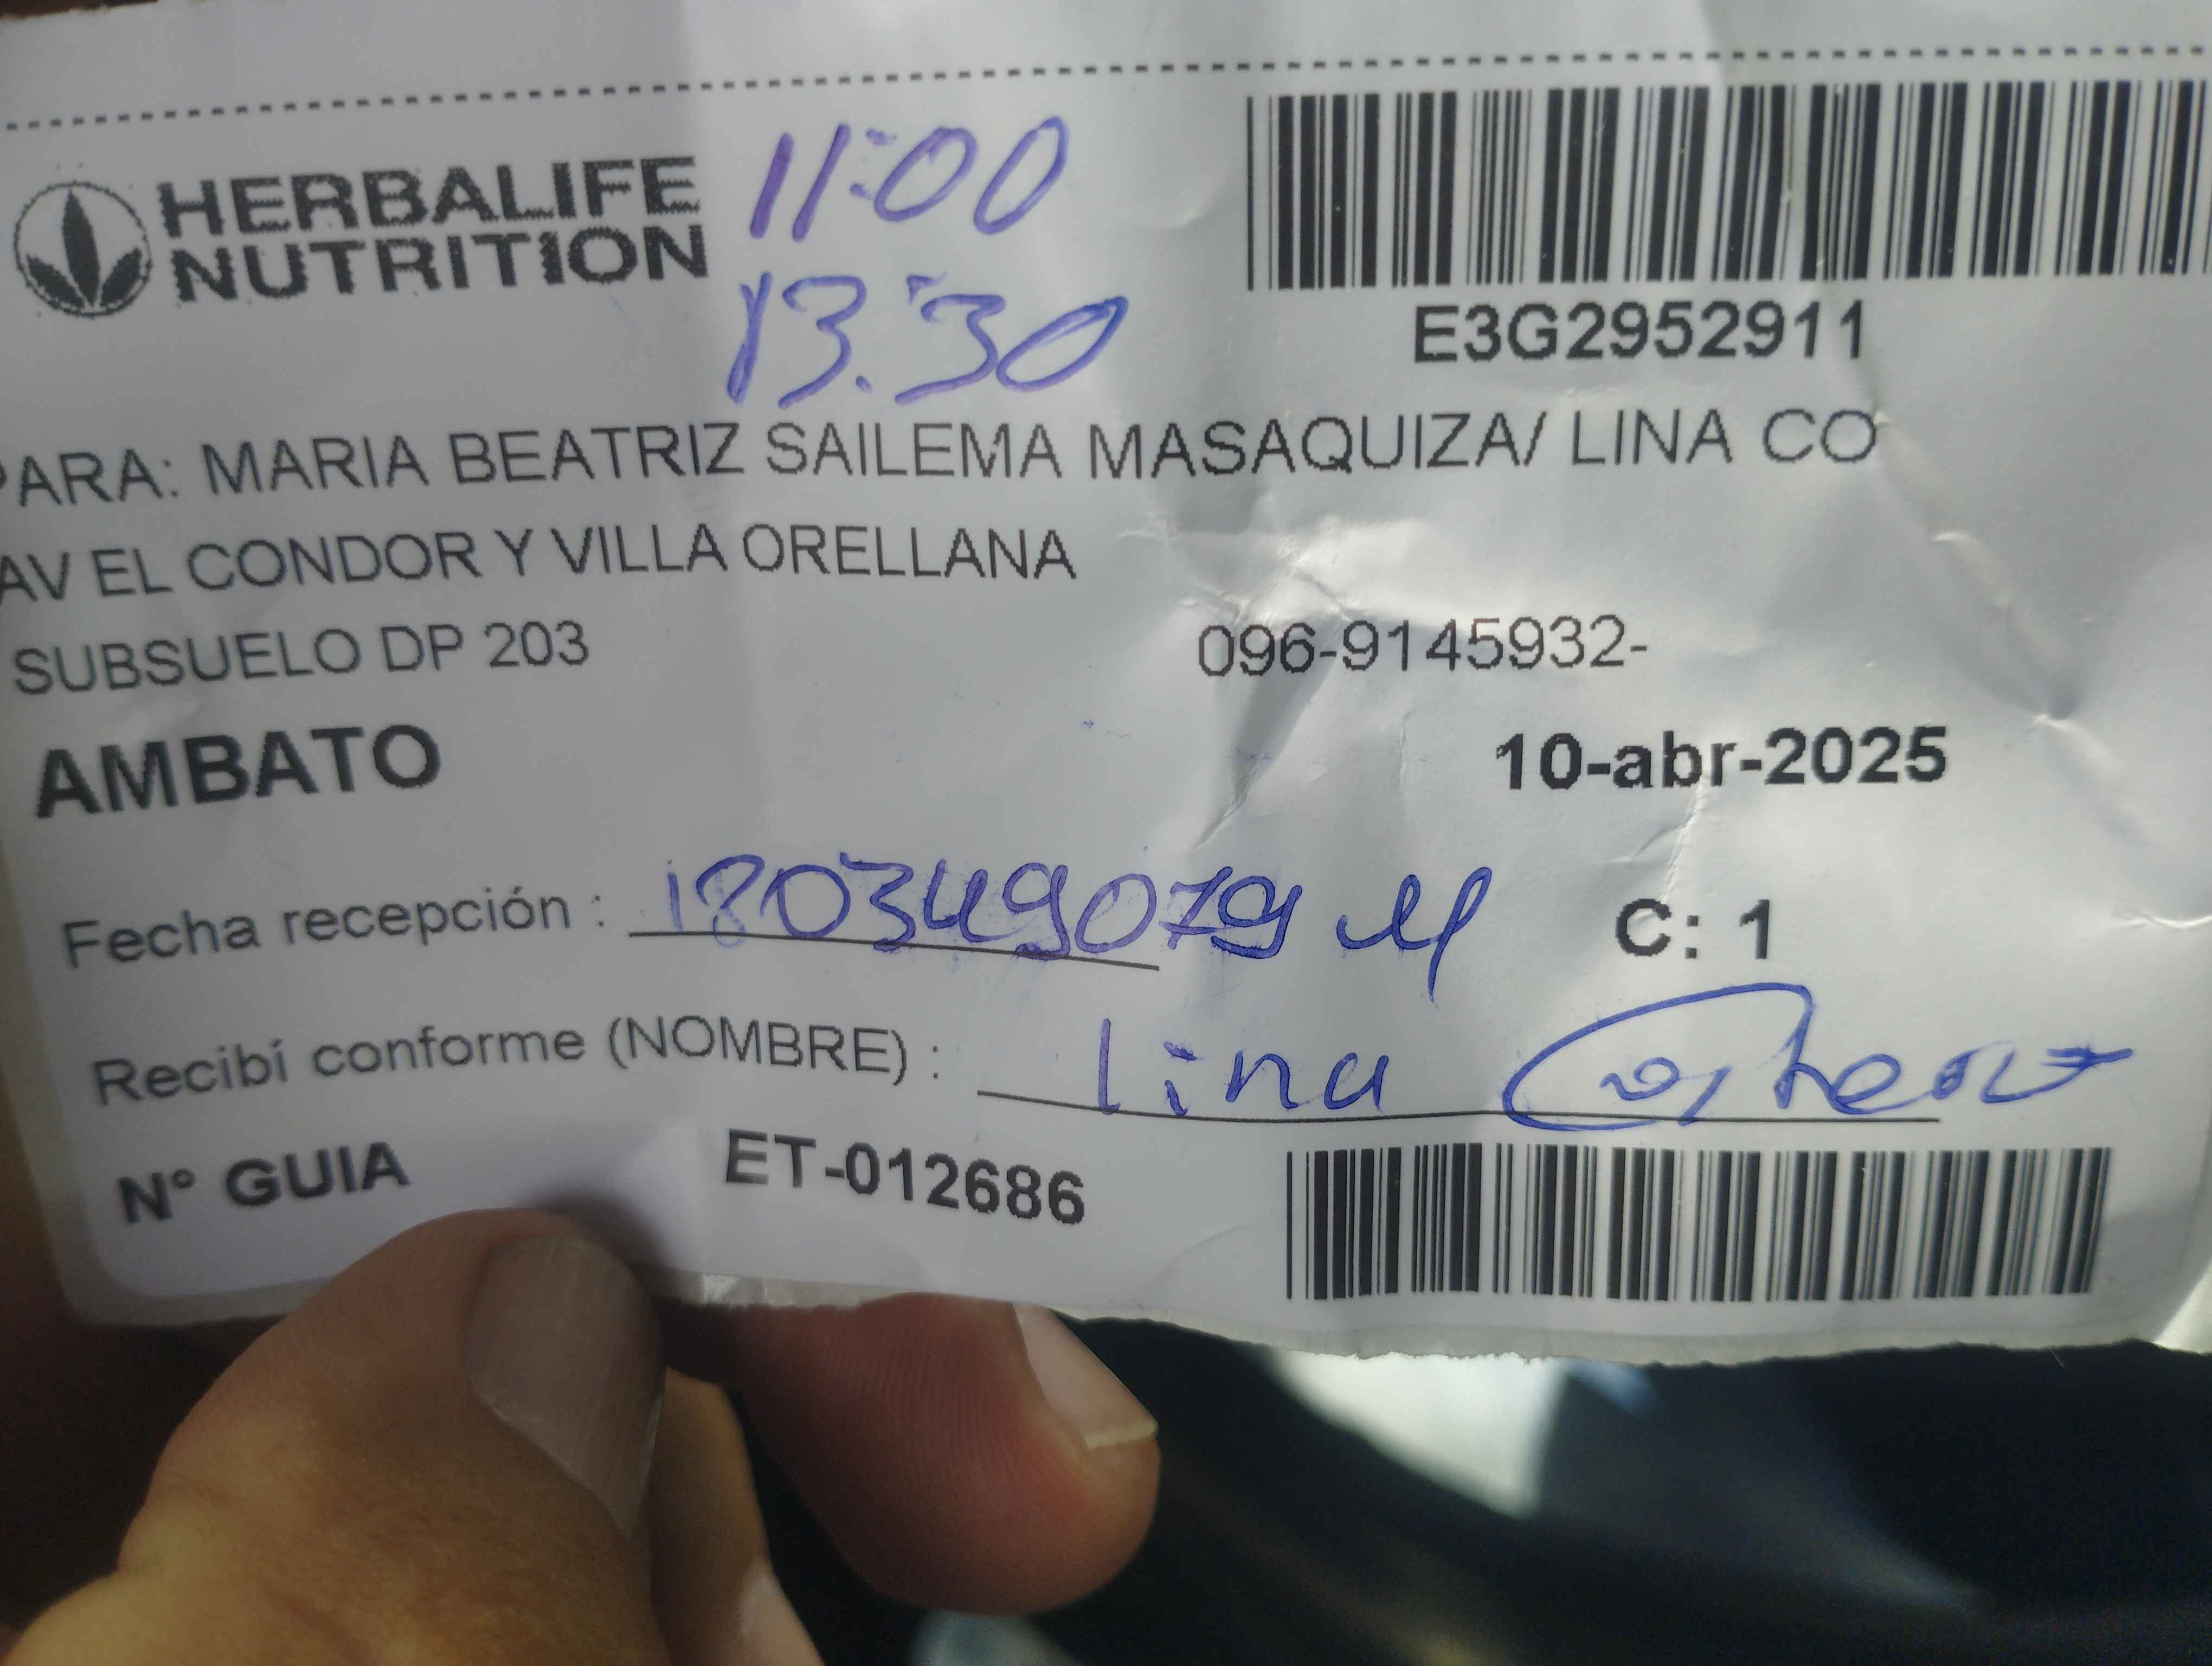 HERBALIFE
NUTRITION
11:00
13:30
E3G2952911
PARA: MARIA BEATRIZ SAILEMA MASAQUIZA/ LINA CO
AV EL CONDOR Y VILLA ORELLANA
SUBSUELO DP 203
096-9145932-
AMBATO
10-abr-2025
Fecha recepción : 180349079
C: 1
Recibí conforme (NOMBRE) : lina
N° GUIA ET-012686